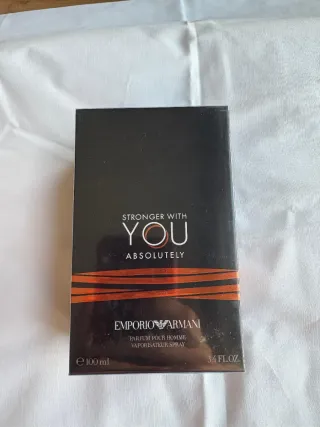 STRONGER WITH
YOU
ABSOLUTELY
EMPORIO ARMANI
PARFUM POUR HOMME
VAPORISATEUR SPRAY
℮ 100 ml
3.4 FL.OZ